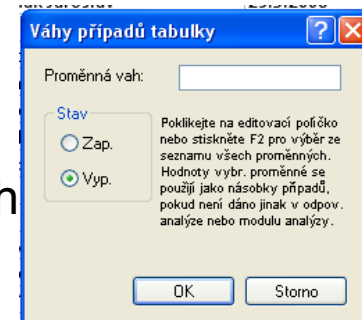 Váhy případů tabulky
Proměnná vah:
Stav
Zap.
Vyp.
Poklikejte na editovací políčko
nebo stiskněte F2 pro výběr ze
seznamu všech proměnných.
Hodnoty vybr. proměnné se
použijí jako násobky případů,
pokud není dáno jinak v odpov.
analýze nebo modulu analýzy.
OK
Storno